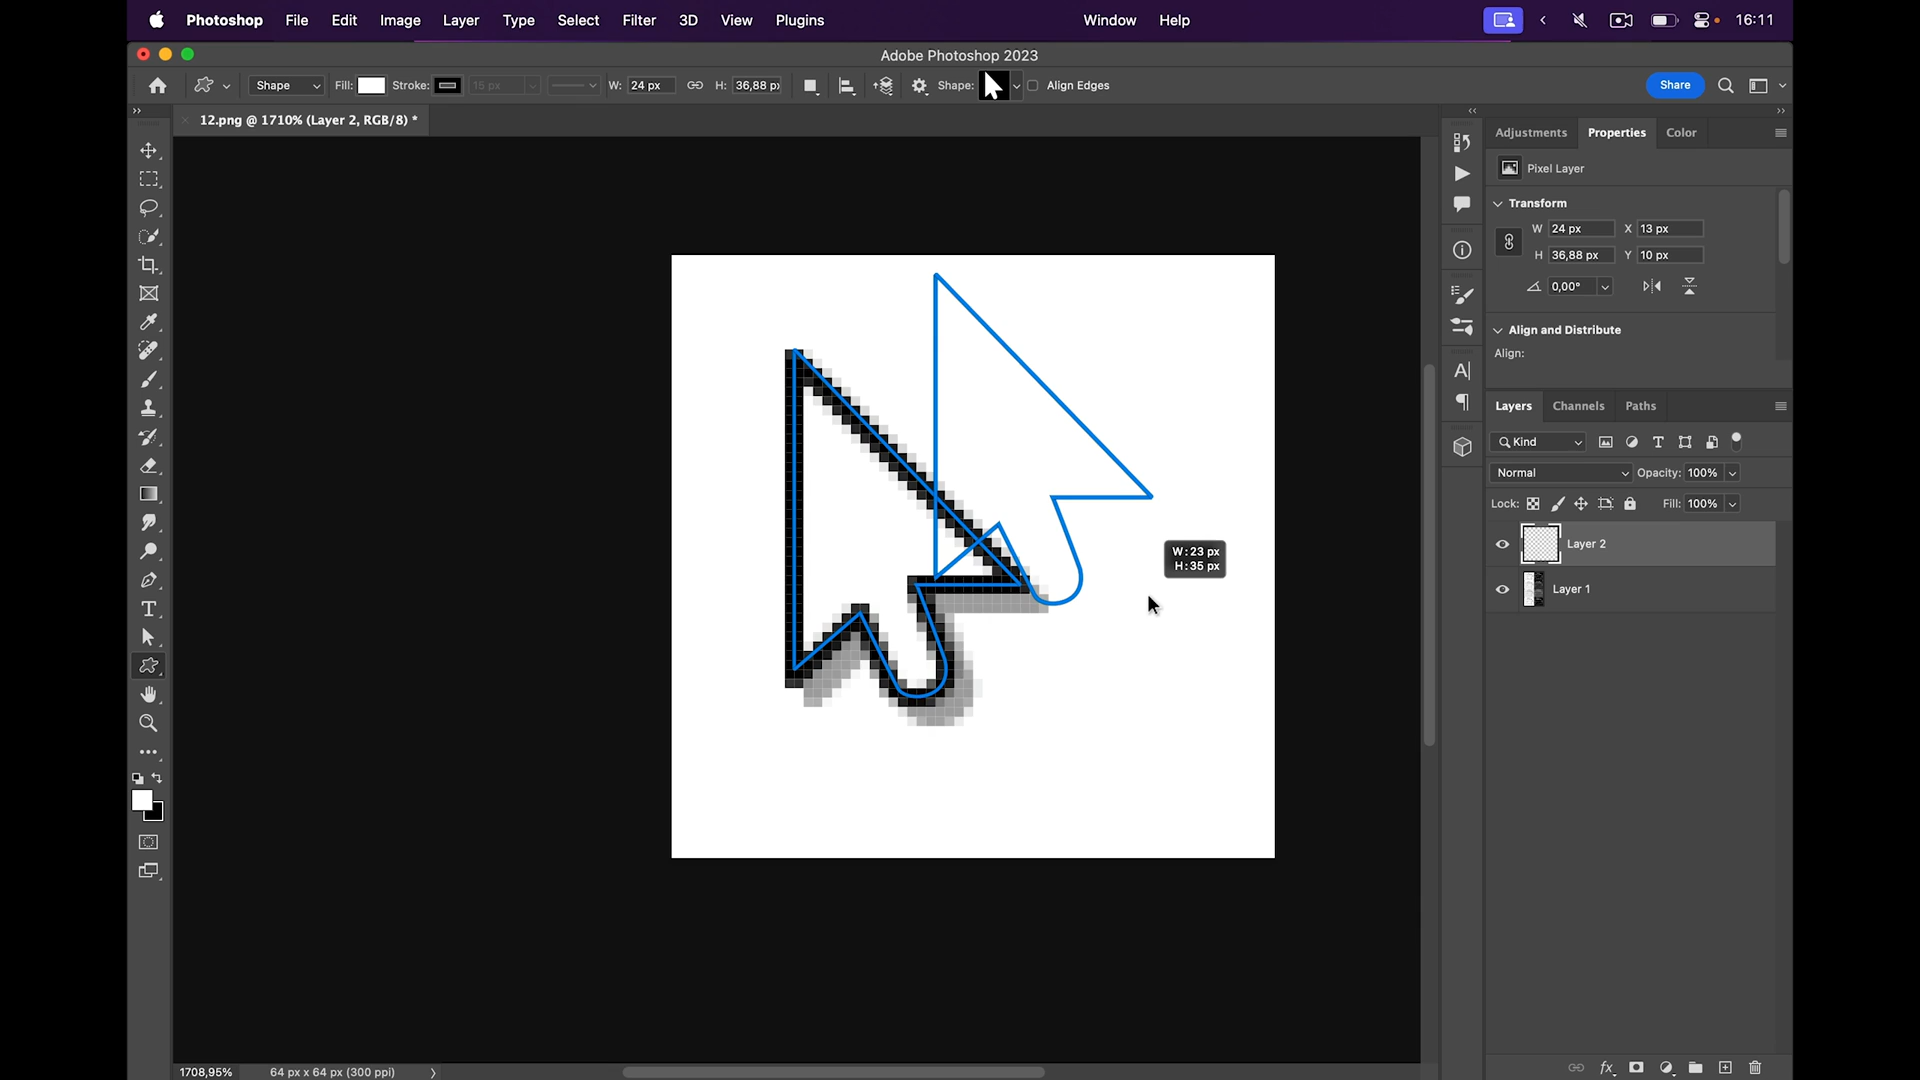 Photoshop File Edit Image Layer Type Select Filter 3D View Plugins Window Help 16:11
Adobe Photoshop 2023
Shape Fill: Stroke: 15 px W: 24 px H: 36,88 p Shape: Align Edges Share
12.png @ 1710% (Layer 2, RGB/8) *
Adjustments Properties Color
Pixel Layer
Transform
W 24 px X 13 px
H 36,88 px Y 10 px
0,00°
Align and Distribute
Align:
Layers Channels Paths
Kind
Normal Opacity: 100%
Lock: Fill: 100%
Layer 2
W: 23 px
H: 35 px
Layer 1
1708,95% 64 px x 64 px (300 ppi)